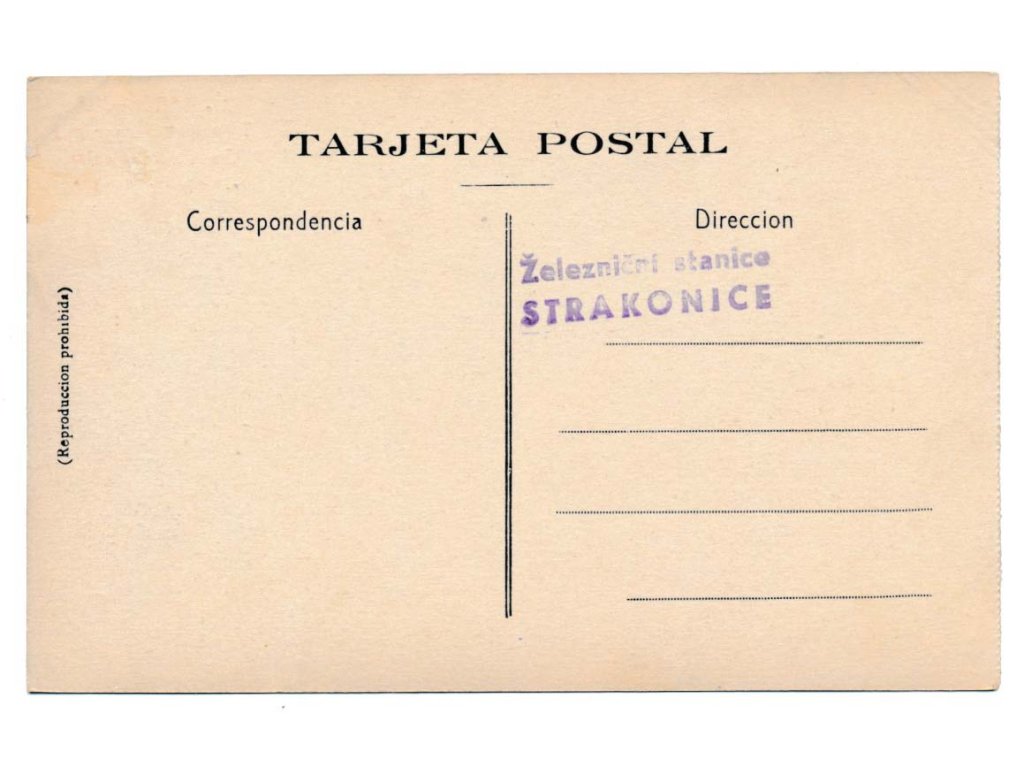 TARJETA POSTAL
Correspondencia
Direccion
Železniční stanice
STRAKONICE
(Reproduccion prohibida)